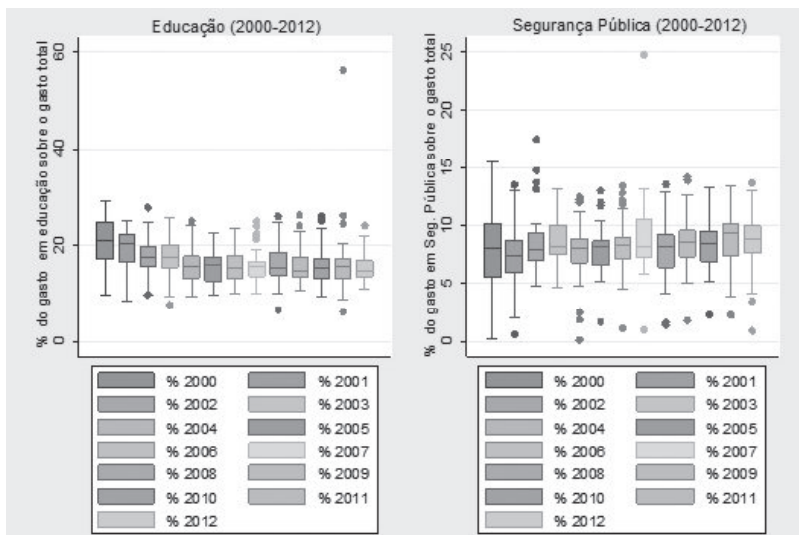 Educação (2000-2012)
% do gasto em educação sobre o gasto total
60
40
20
0
% 2000 % 2001
% 2002 % 2003
% 2004 % 2005
% 2006 % 2007
% 2008 % 2009
% 2010 % 2011
% 2012
Segurança Pública (2000-2012)
% do gasto em Seg. Pública sobre o gasto total
25
20
15
10
5
0
% 2000 % 2001
% 2002 % 2003
% 2004 % 2005
% 2006 % 2007
% 2008 % 2009
% 2010 % 2011
% 2012